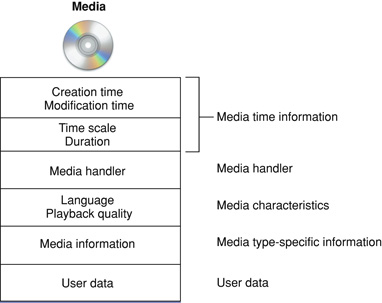 Media
Creation time
Modification time
Time scale
Duration
Media time information
Media handler
Media handler
Language
Playback quality
Media characteristics
Media information
Media type-specific information
User data
User data